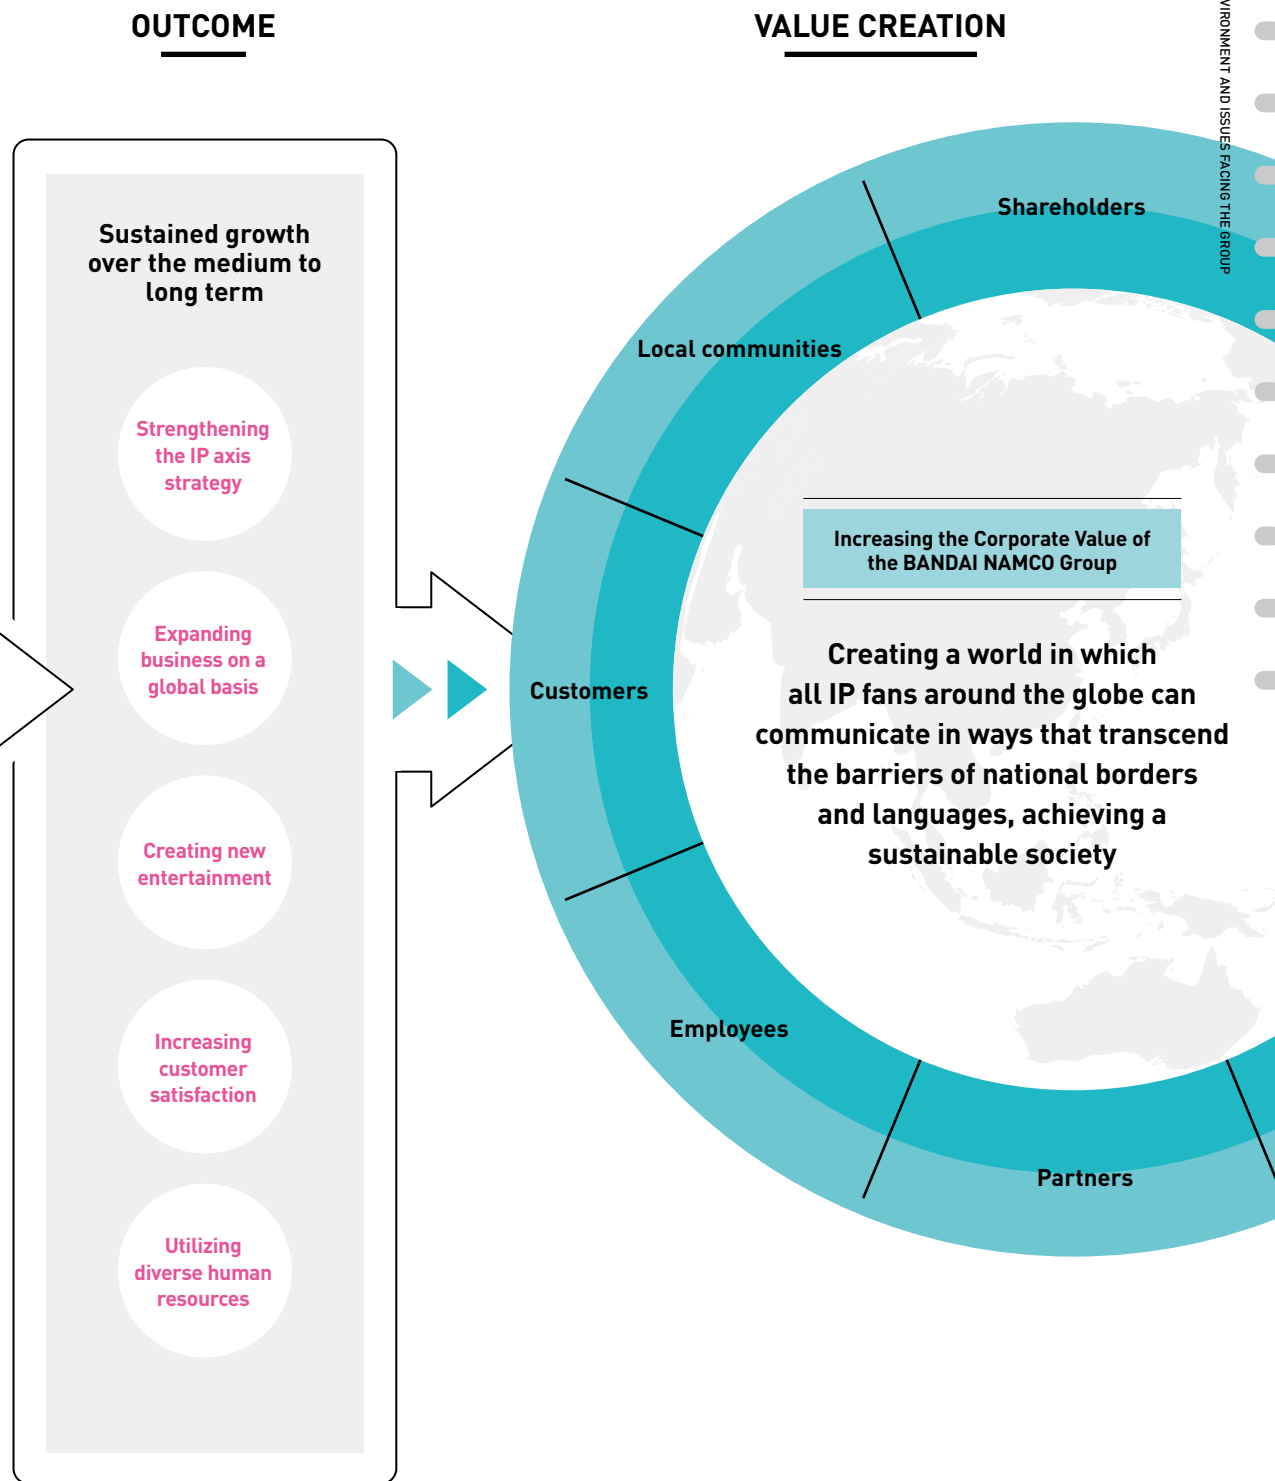 OUTCOME
Sustained growth
over the medium to
long term
Strengthening
the IP axis
strategy
Expanding
business on a
global basis
Creating new
entertainment
Increasing
customer
satisfaction
Utilizing
diverse human
resources
VALUE CREATION
Shareholders
Local communities
Customers
Employees
Partners
Increasing the Corporate Value of
the BANDAI NAMCO Group
Creating a world in which
all IP fans around the globe can
communicate in ways that transcend
the barriers of national borders
and languages, achieving a
sustainable society
VIRONMENT AND ISSUES FACING THE GROUP